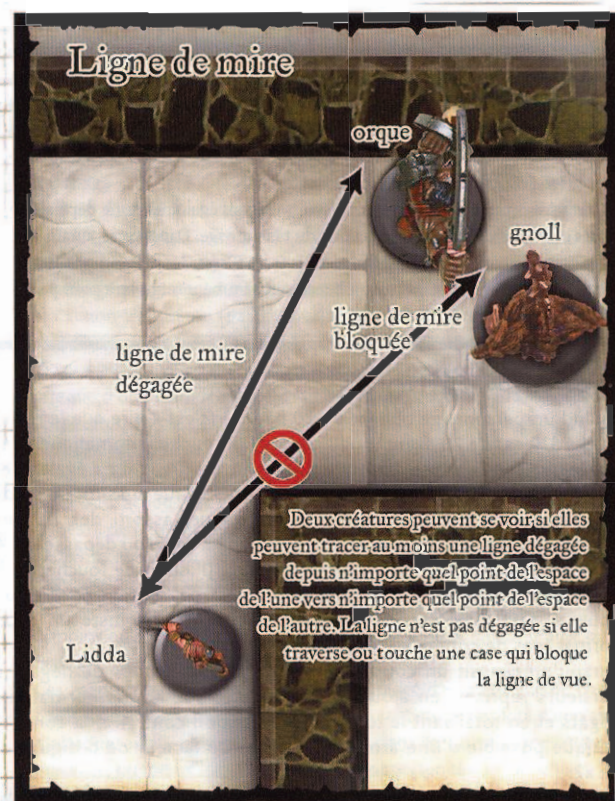 Ligne de mire
orque
gnoll
ligne de mire
bloquée
ligne de mire
dégagée
Deux créatures peuvent se voir si elles
peuvent tracer au moins une ligne dégagée
depuis n'importe quel point de l'espace
de l'une vers n'importe quel point de l'espace
de l'autre. La ligne n'est pas dégagée si elle
traverse ou touche une case qui bloque
la ligne de vue.
Lidda